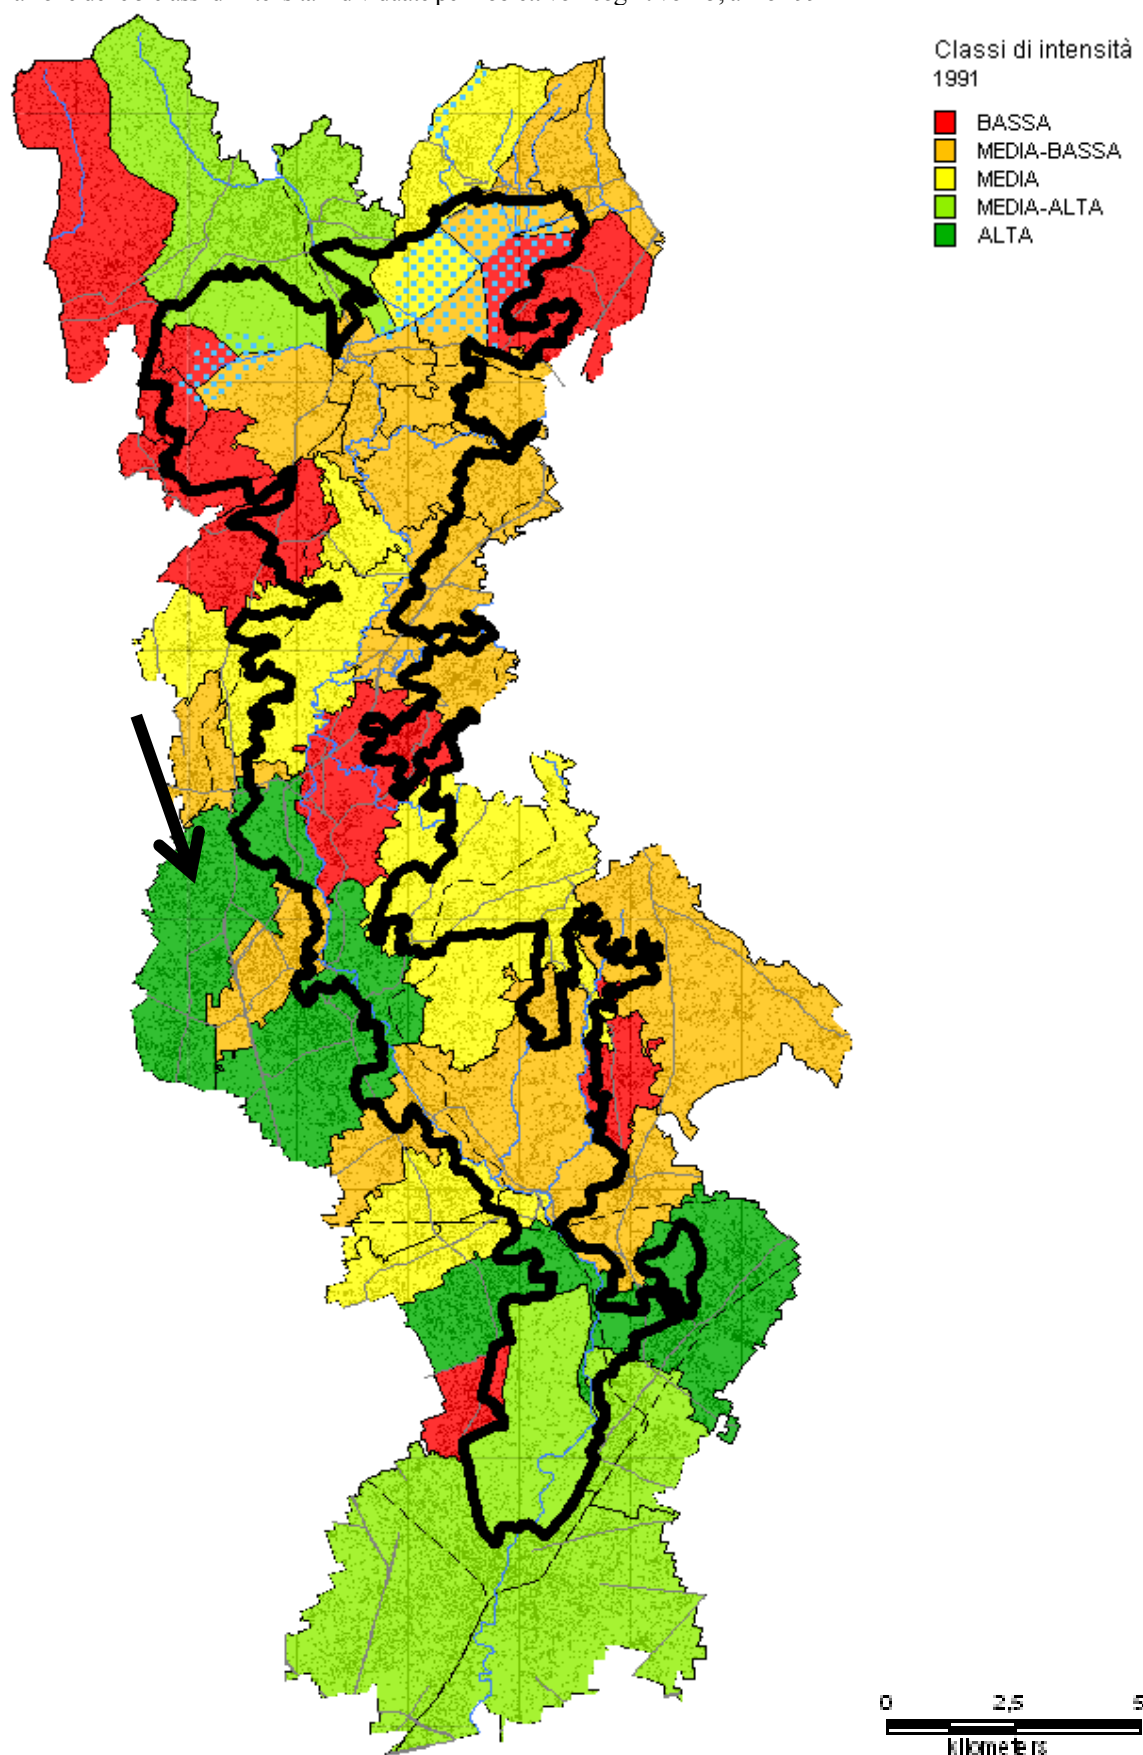 Classi di intensità
1991
BASSA
MEDIA-BASSA
MEDIA
MEDIA-ALTA
ALTA
0 2,5 5
kilometers